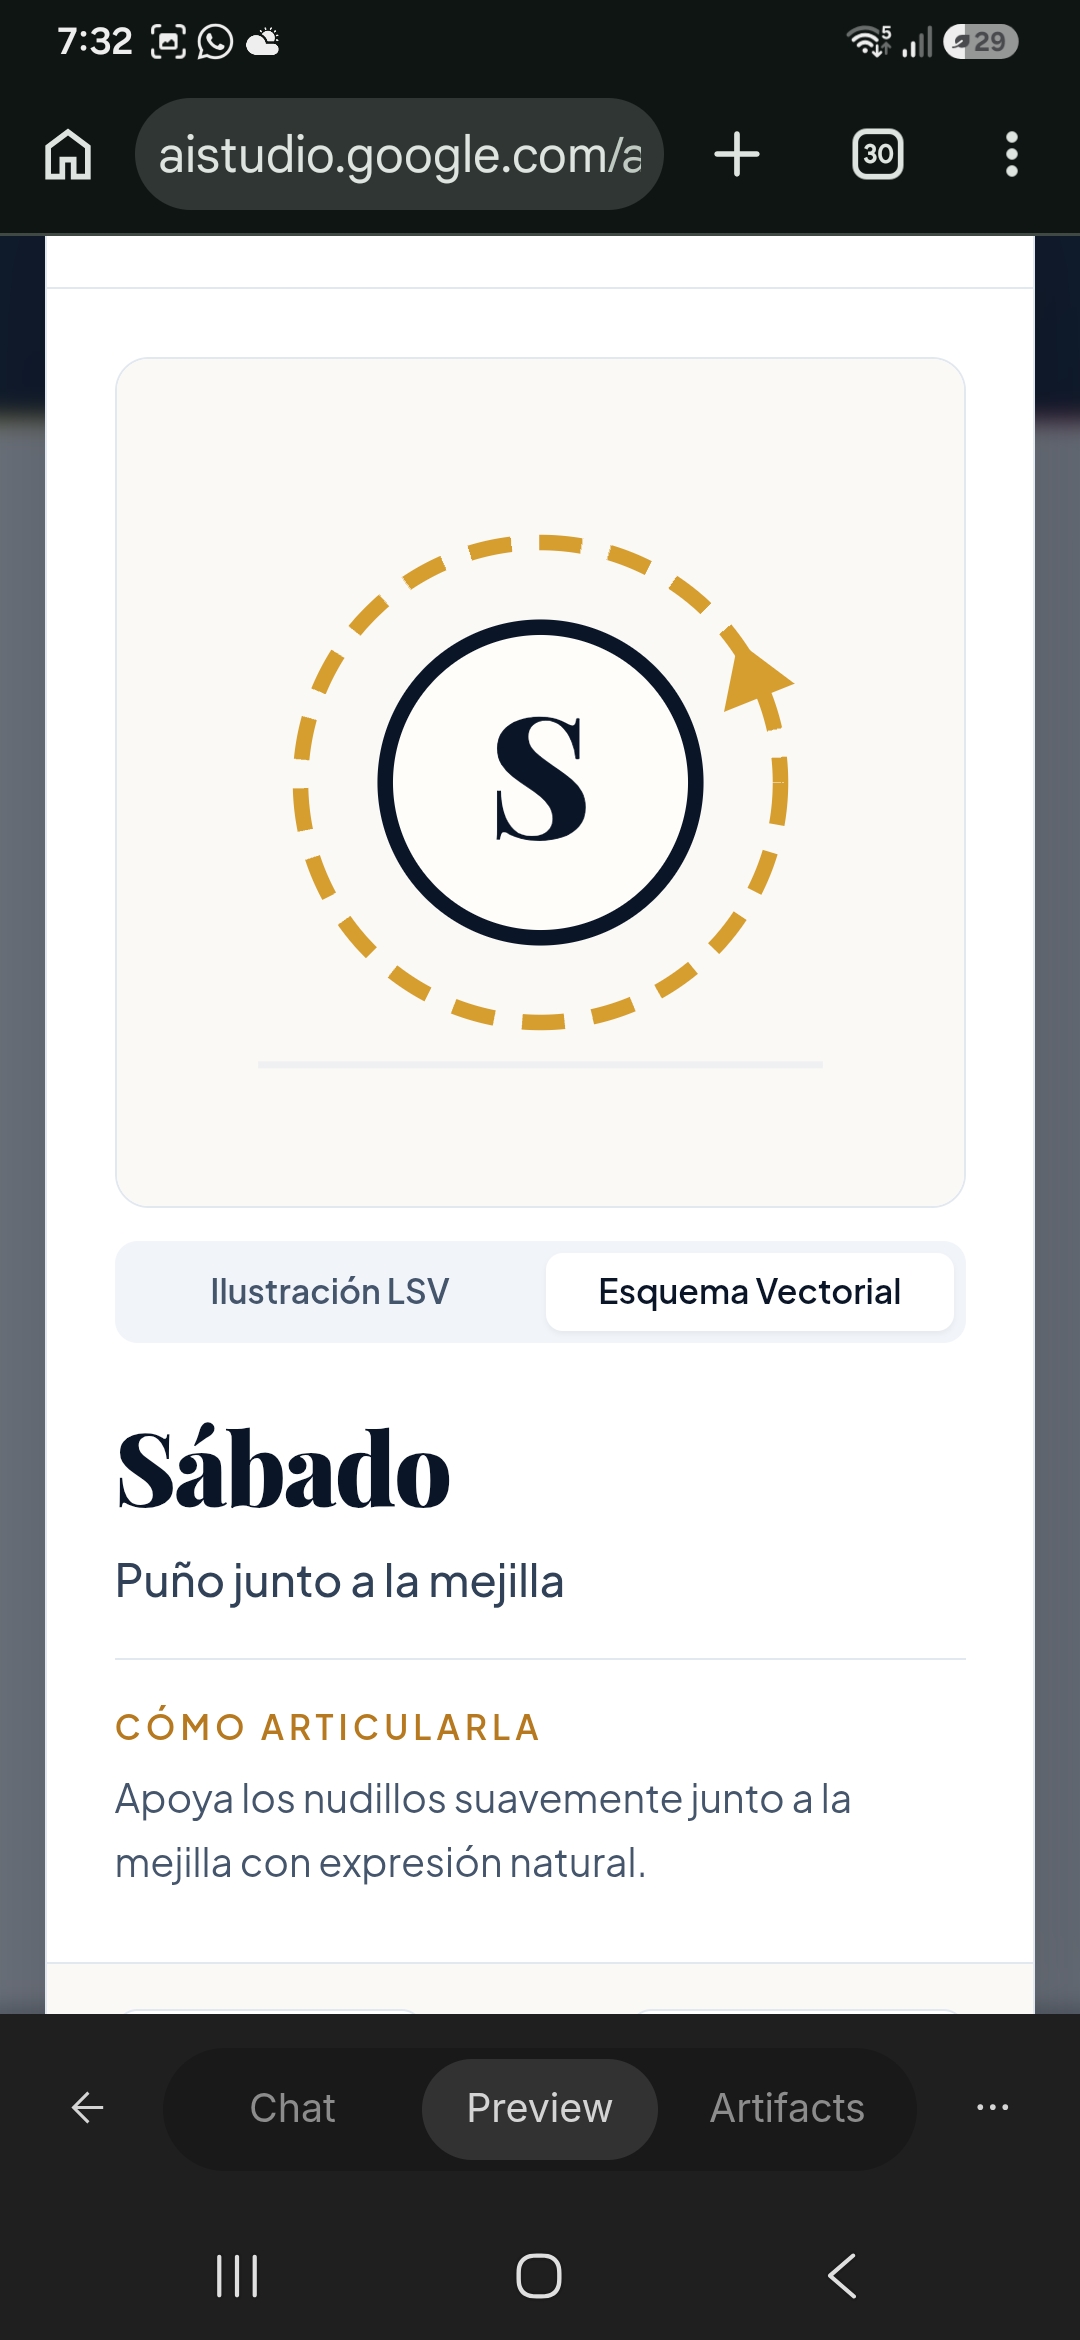 7:32
5
29
aistudio.google.com/a
30
S
Ilustración LSV
Esquema Vectorial
Sábado
Puño junto a la mejilla
CÓMO ARTICULARLA
Apoya los nudillos suavemente junto a la
mejilla con expresión natural.
Chat
Preview
Artifacts